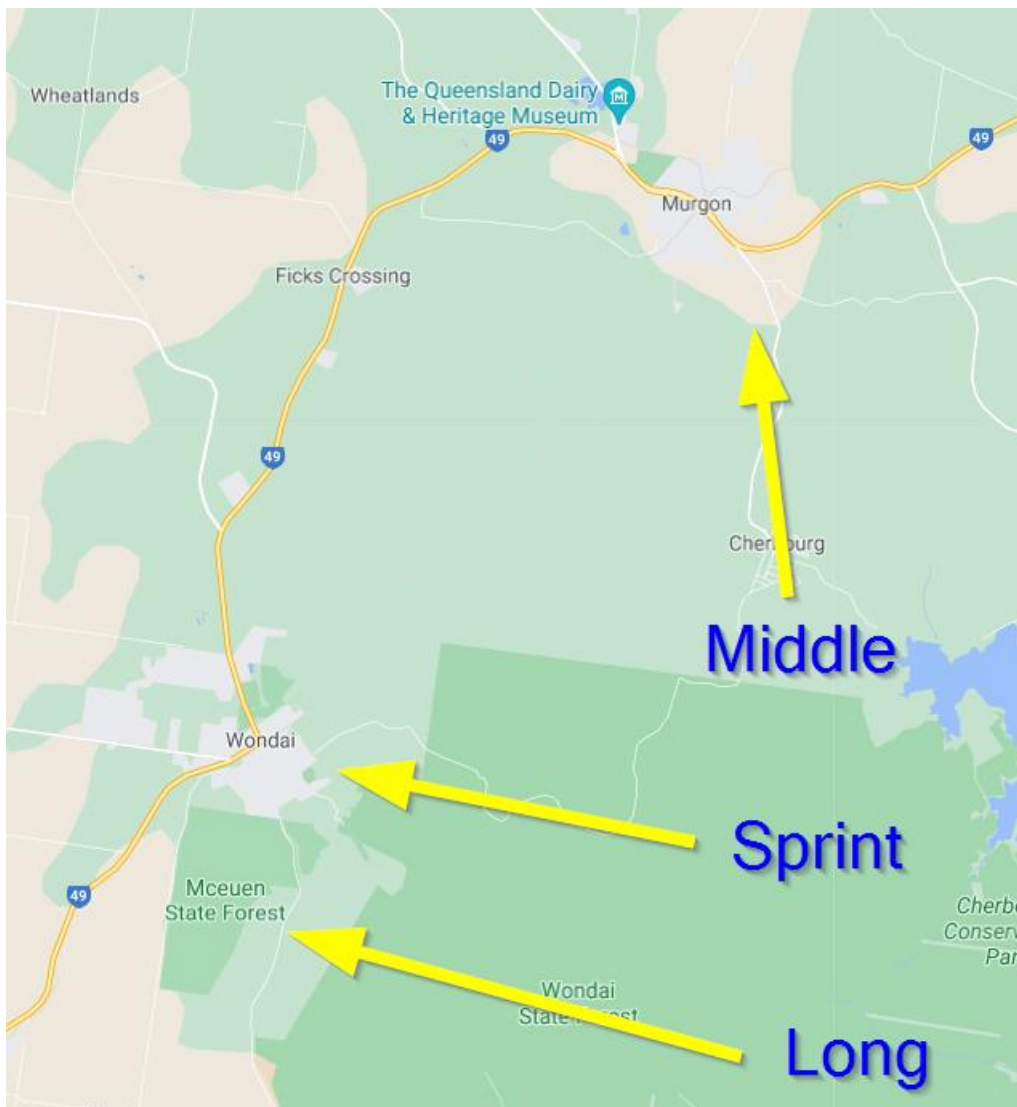 Wheatlands
The Queensland Dairy
& Heritage Museum
49
49
Murgon
Ficks Crossing
49
Middle
Wondai
Sprint
49
Mceuen
State Forest
Wondai
Long